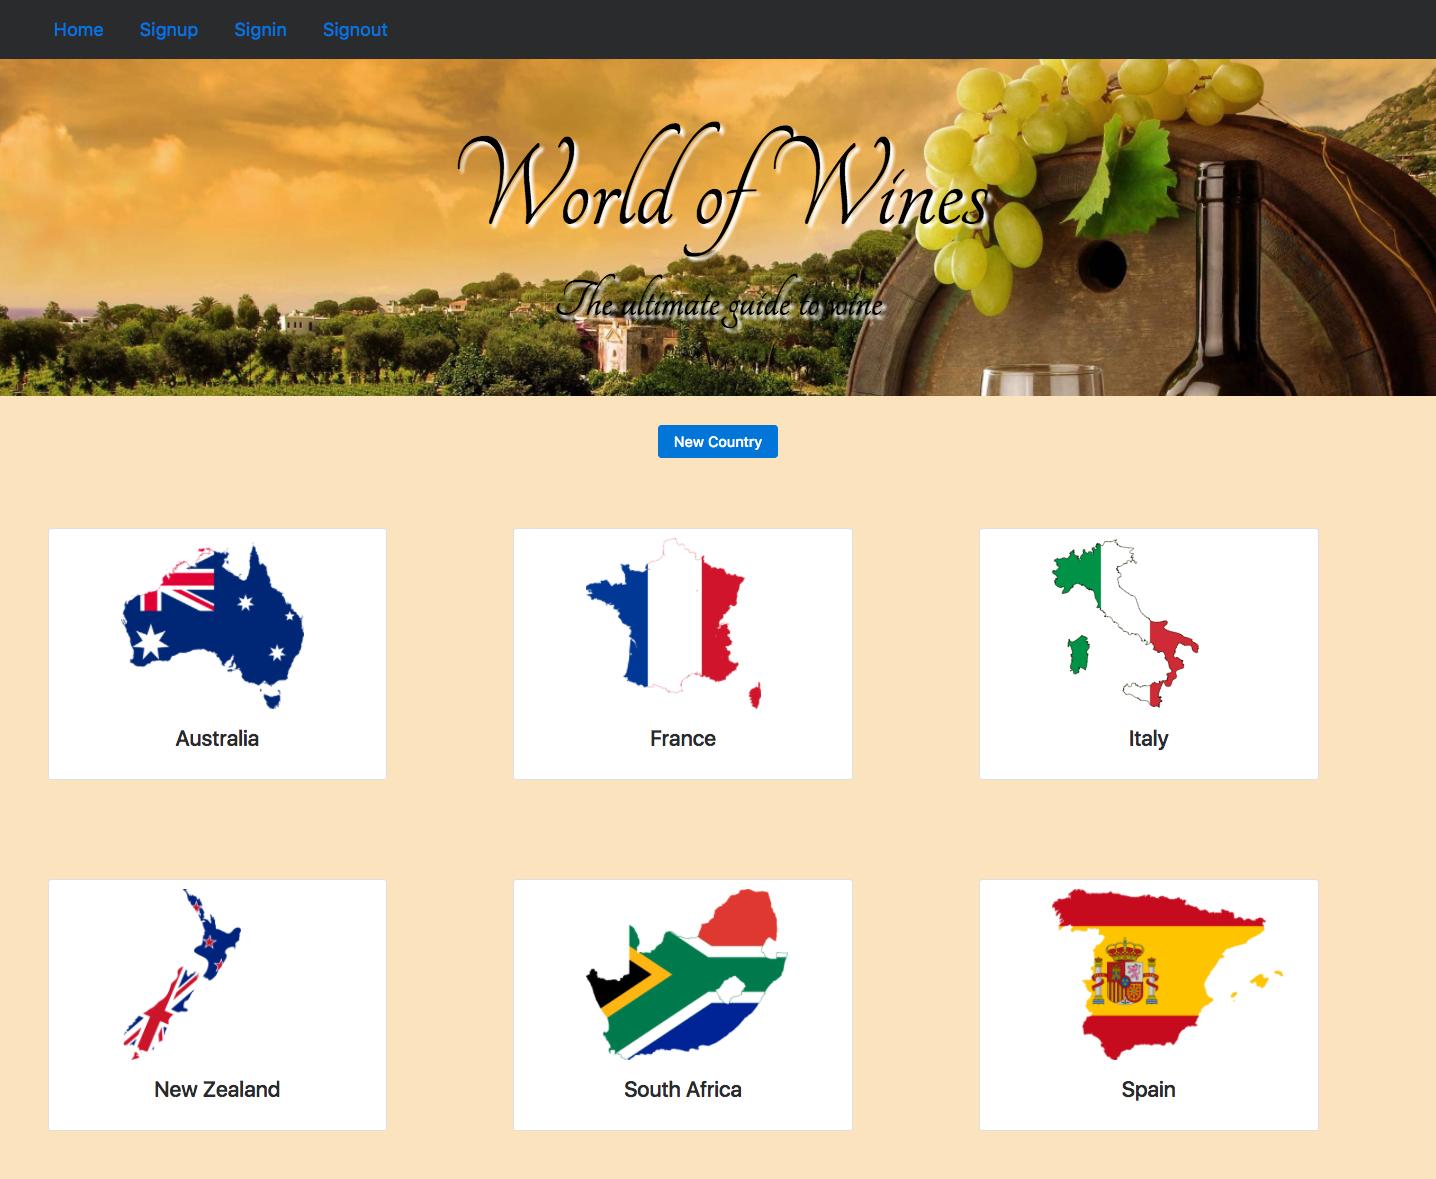 Home Signup Signin Signout
World of Wines
The ultimate guide to wine
New Country
Australia France Italy
New Zealand South Africa Spain